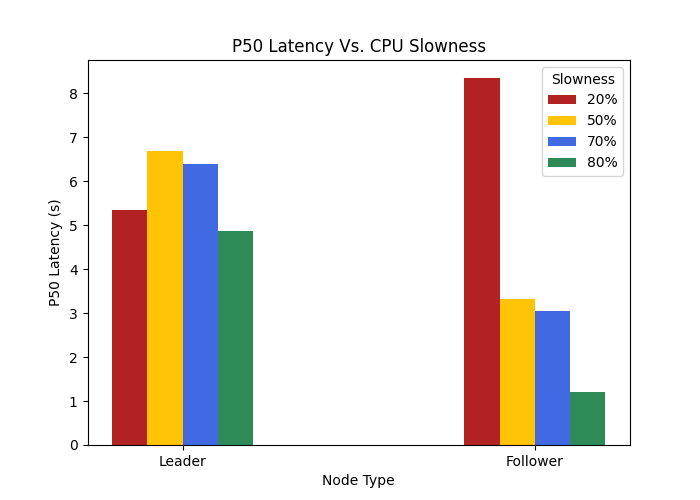 P50 Latency Vs. CPU Slowness
Slowness
20%
50%
70%
80%
P50 Latency (s)
8
7
6
5
4
3
2
1
0
Leader
Follower
Node Type